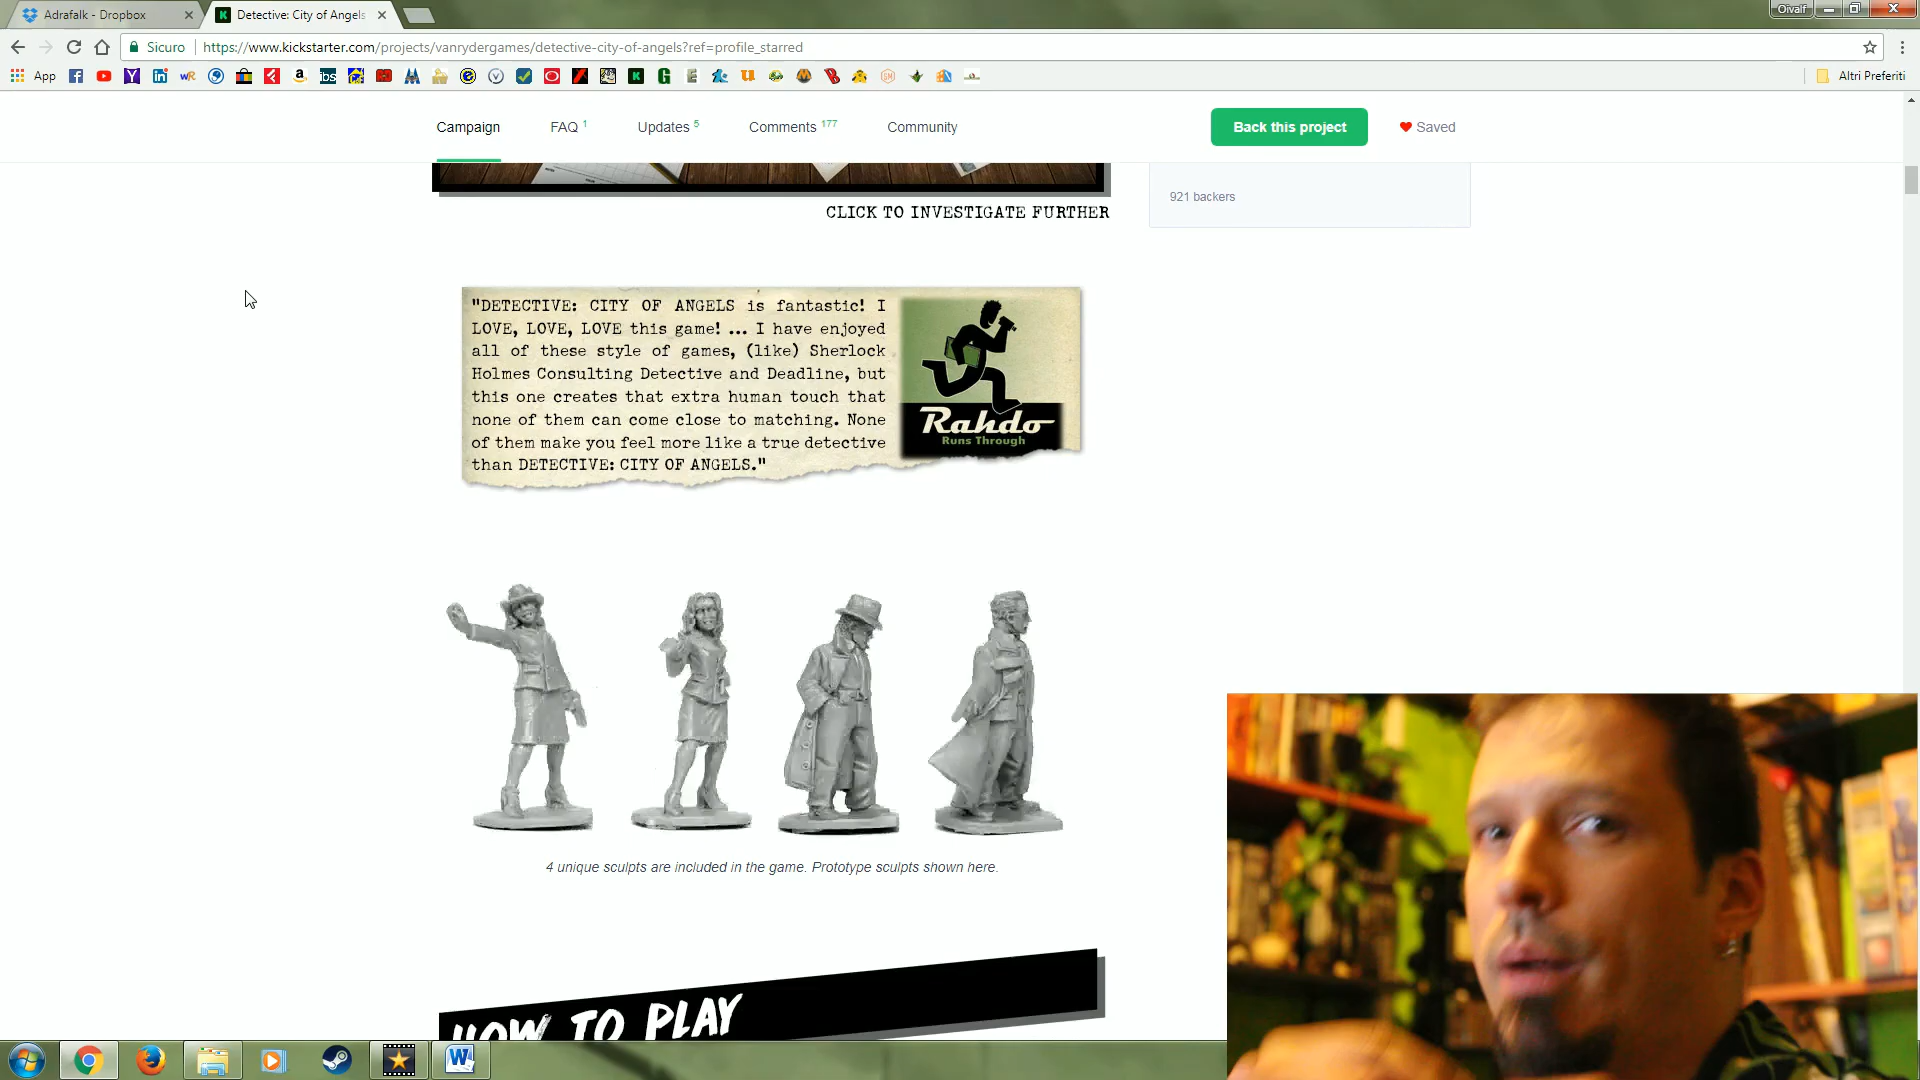 Adrafalk - Dropbox
Detective: City of Angels
Oivalf
Sicuro
https://www.kickstarter.com/projects/vanrydergames/detective-city-of-angels?ref=profile_starred
App
Altri Preferiti
Campaign
FAQ 1
Updates 5
Comments 177
Community
Back this project
Saved
921 backers
CLICK TO INVESTIGATE FURTHER
"DETECTIVE: CITY OF ANGELS is fantastic! I
LOVE, LOVE, LOVE this game! ... I have enjoyed
all of these style of games, (like) Sherlock
Holmes Consulting Detective and Deadline, but
this one creates that extra human touch that
none of them can come close to matching. None
of them make you feel more like a true detective
than DETECTIVE: CITY OF ANGELS."
Rahdo
Runs Through
4 unique sculpts are included in the game. Prototype sculpts shown here.
HOW TO PLAY